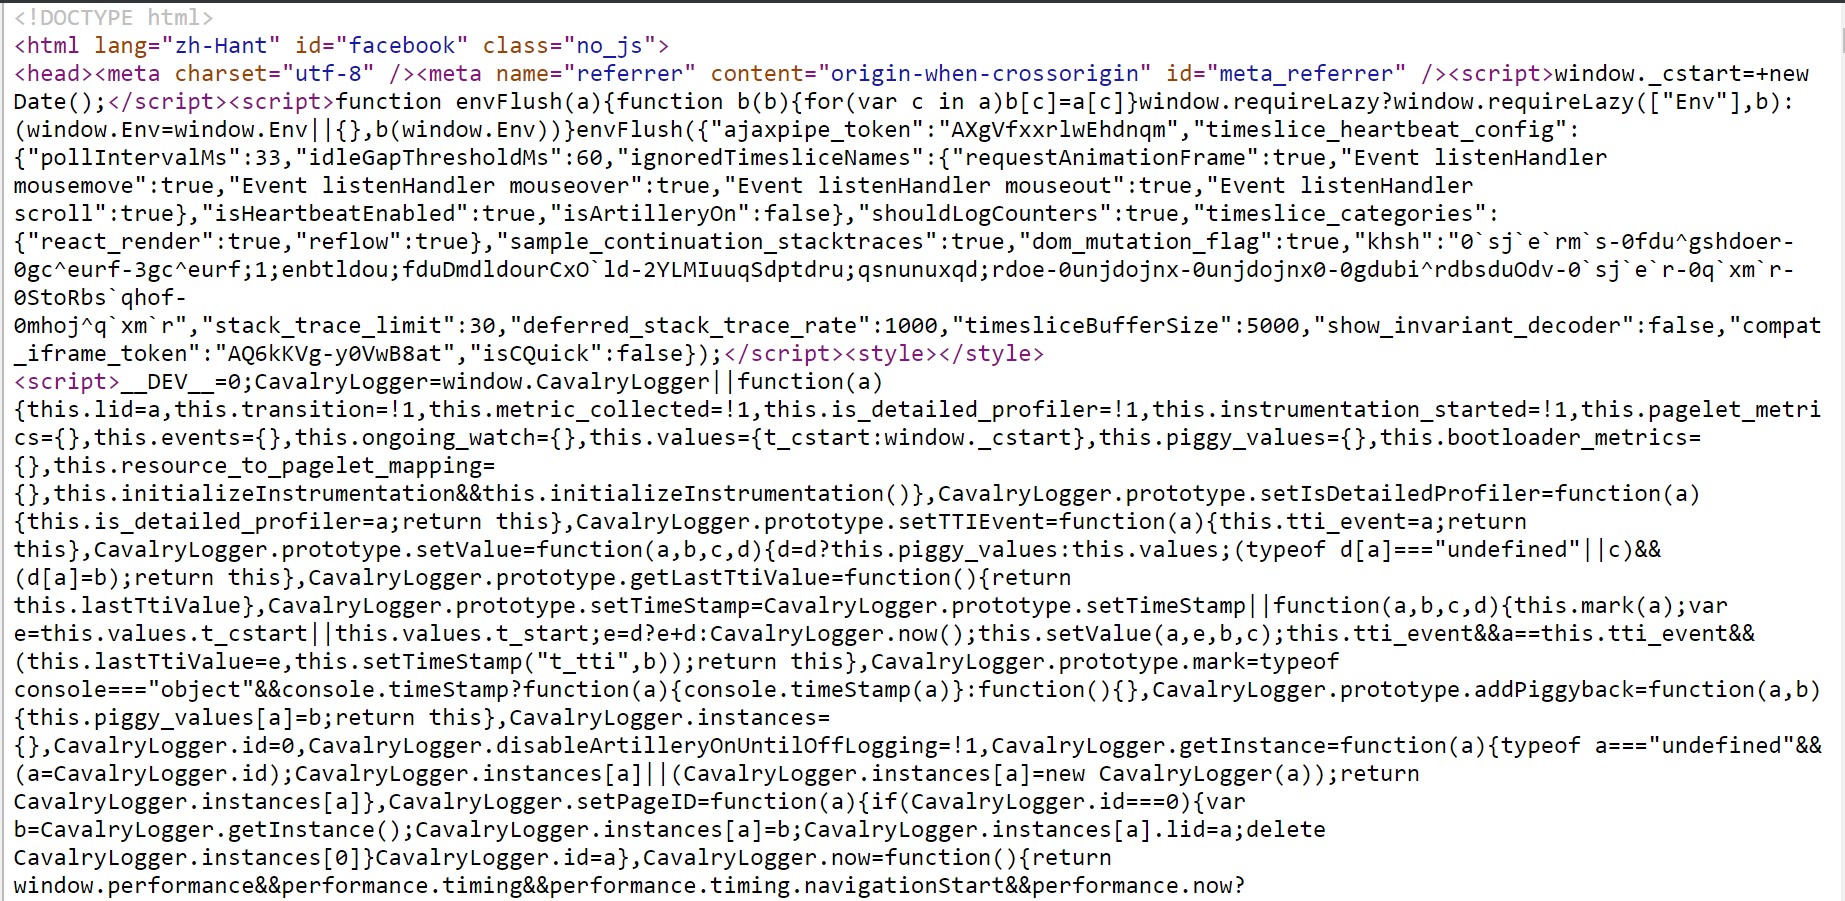 <!DOCTYPE html>
<html lang="zh-Hant" id="facebook" class="no_js">
<head><meta charset="utf-8" /><meta name="referrer" content="origin-when-crossorigin" id="meta_referrer" /><script>window._cstart=+new
Date();</script><script>function envFlush(a){function b(b){for(var c in a)b[c]=a[c]}window.requireLazy?window.requireLazy(["Env"],b):
(window.Env=window.Env||{},b(window.Env))}envFlush({"ajaxpipe_token":"AXgVfxxrlwEhdnqm","timeslice_heartbeat_config":
{"pollIntervalMs":33,"idleGapThresholdMs":60,"ignoredTimesliceNames":{"requestAnimationFrame":true,"Event listenHandler
mousemove":true,"Event listenHandler mouseover":true,"Event listenHandler mouseout":true,"Event listenHandler
scroll":true},"isHeartbeatEnabled":true,"isArtilleryOn":false},"shouldLogCounters":true,"timeslice_categories":
{"react_render":true,"reflow":true},"sample_continuation_stacktraces":true,"dom_mutation_flag":true,"khsh":"0`sj`e`rm`s-0fdu^gshdoer-
0gc^eurf-3gc^eurf;1;enbtldou;fduDmdldourCxO`ld-2YLMIuuqSdptdru;qsnunuxqd;rdoe-0unjdojnx-0unjdojnx0-0gdubi^rdbsduOdv-0`sj`e`r-0q`xm`r-
0StoRbs`qhof-
0mhoj^q`xm`r","stack_trace_limit":30,"deferred_stack_trace_rate":1000,"timesliceBufferSize":5000,"show_invariant_decoder":false,"compat
_iframe_token":"AQ6kKVg-y0VwB8at","isCQuick":false});</script><style></style>
<script>__DEV__=0;CavalryLogger=window.CavalryLogger||function(a)
{this.lid=a,this.transition=!1,this.metric_collected=!1,this.is_detailed_profiler=!1,this.instrumentation_started=!1,this.pagelet_metri
cs={},this.events={},this.ongoing_watch={},this.values={t_cstart:window._cstart},this.piggy_values={},this.bootloader_metrics=
{},this.resource_to_pagelet_mapping=
{},this.initializeInstrumentation&&this.initializeInstrumentation()},CavalryLogger.prototype.setIsDetailedProfiler=function(a)
{this.is_detailed_profiler=a;return this},CavalryLogger.prototype.setTTIEvent=function(a){this.tti_event=a;return
this},CavalryLogger.prototype.setValue=function(a,b,c,d){d=d?this.piggy_values:this.values;(typeof d[a]==="undefined"||c)&&
(d[a]=b);return this},CavalryLogger.prototype.getLastTtiValue=function(){return
this.lastTtiValue},CavalryLogger.prototype.setTimeStamp=CavalryLogger.prototype.setTimeStamp||function(a,b,c,d){this.mark(a);var
e=this.values.t_cstart||this.values.t_start;e=d?e+d:CavalryLogger.now();this.setValue(a,e,b,c);this.tti_event&&a==this.tti_event&&
(this.lastTtiValue=e,this.setTimeStamp("t_tti",b));return this},CavalryLogger.prototype.mark=typeof
console==="object"&&console.timeStamp?function(a){console.timeStamp(a)}:function(){},CavalryLogger.prototype.addPiggyback=function(a,b)
{this.piggy_values[a]=b;return this},CavalryLogger.instances=
{},CavalryLogger.id=0,CavalryLogger.disableArtilleryOnUntilOffLogging=!1,CavalryLogger.getInstance=function(a){typeof a==="undefined"&&
(a=CavalryLogger.id);CavalryLogger.instances[a]||(CavalryLogger.instances[a]=new CavalryLogger(a));return
CavalryLogger.instances[a]},CavalryLogger.setPageID=function(a){if(CavalryLogger.id===0){var
b=CavalryLogger.getInstance();CavalryLogger.instances[a]=b;CavalryLogger.instances[a].lid=a;delete
CavalryLogger.instances[0]}CavalryLogger.id=a},CavalryLogger.now=function(){return
window.performance&&performance.timing&&performance.timing.navigationStart&&performance.now?